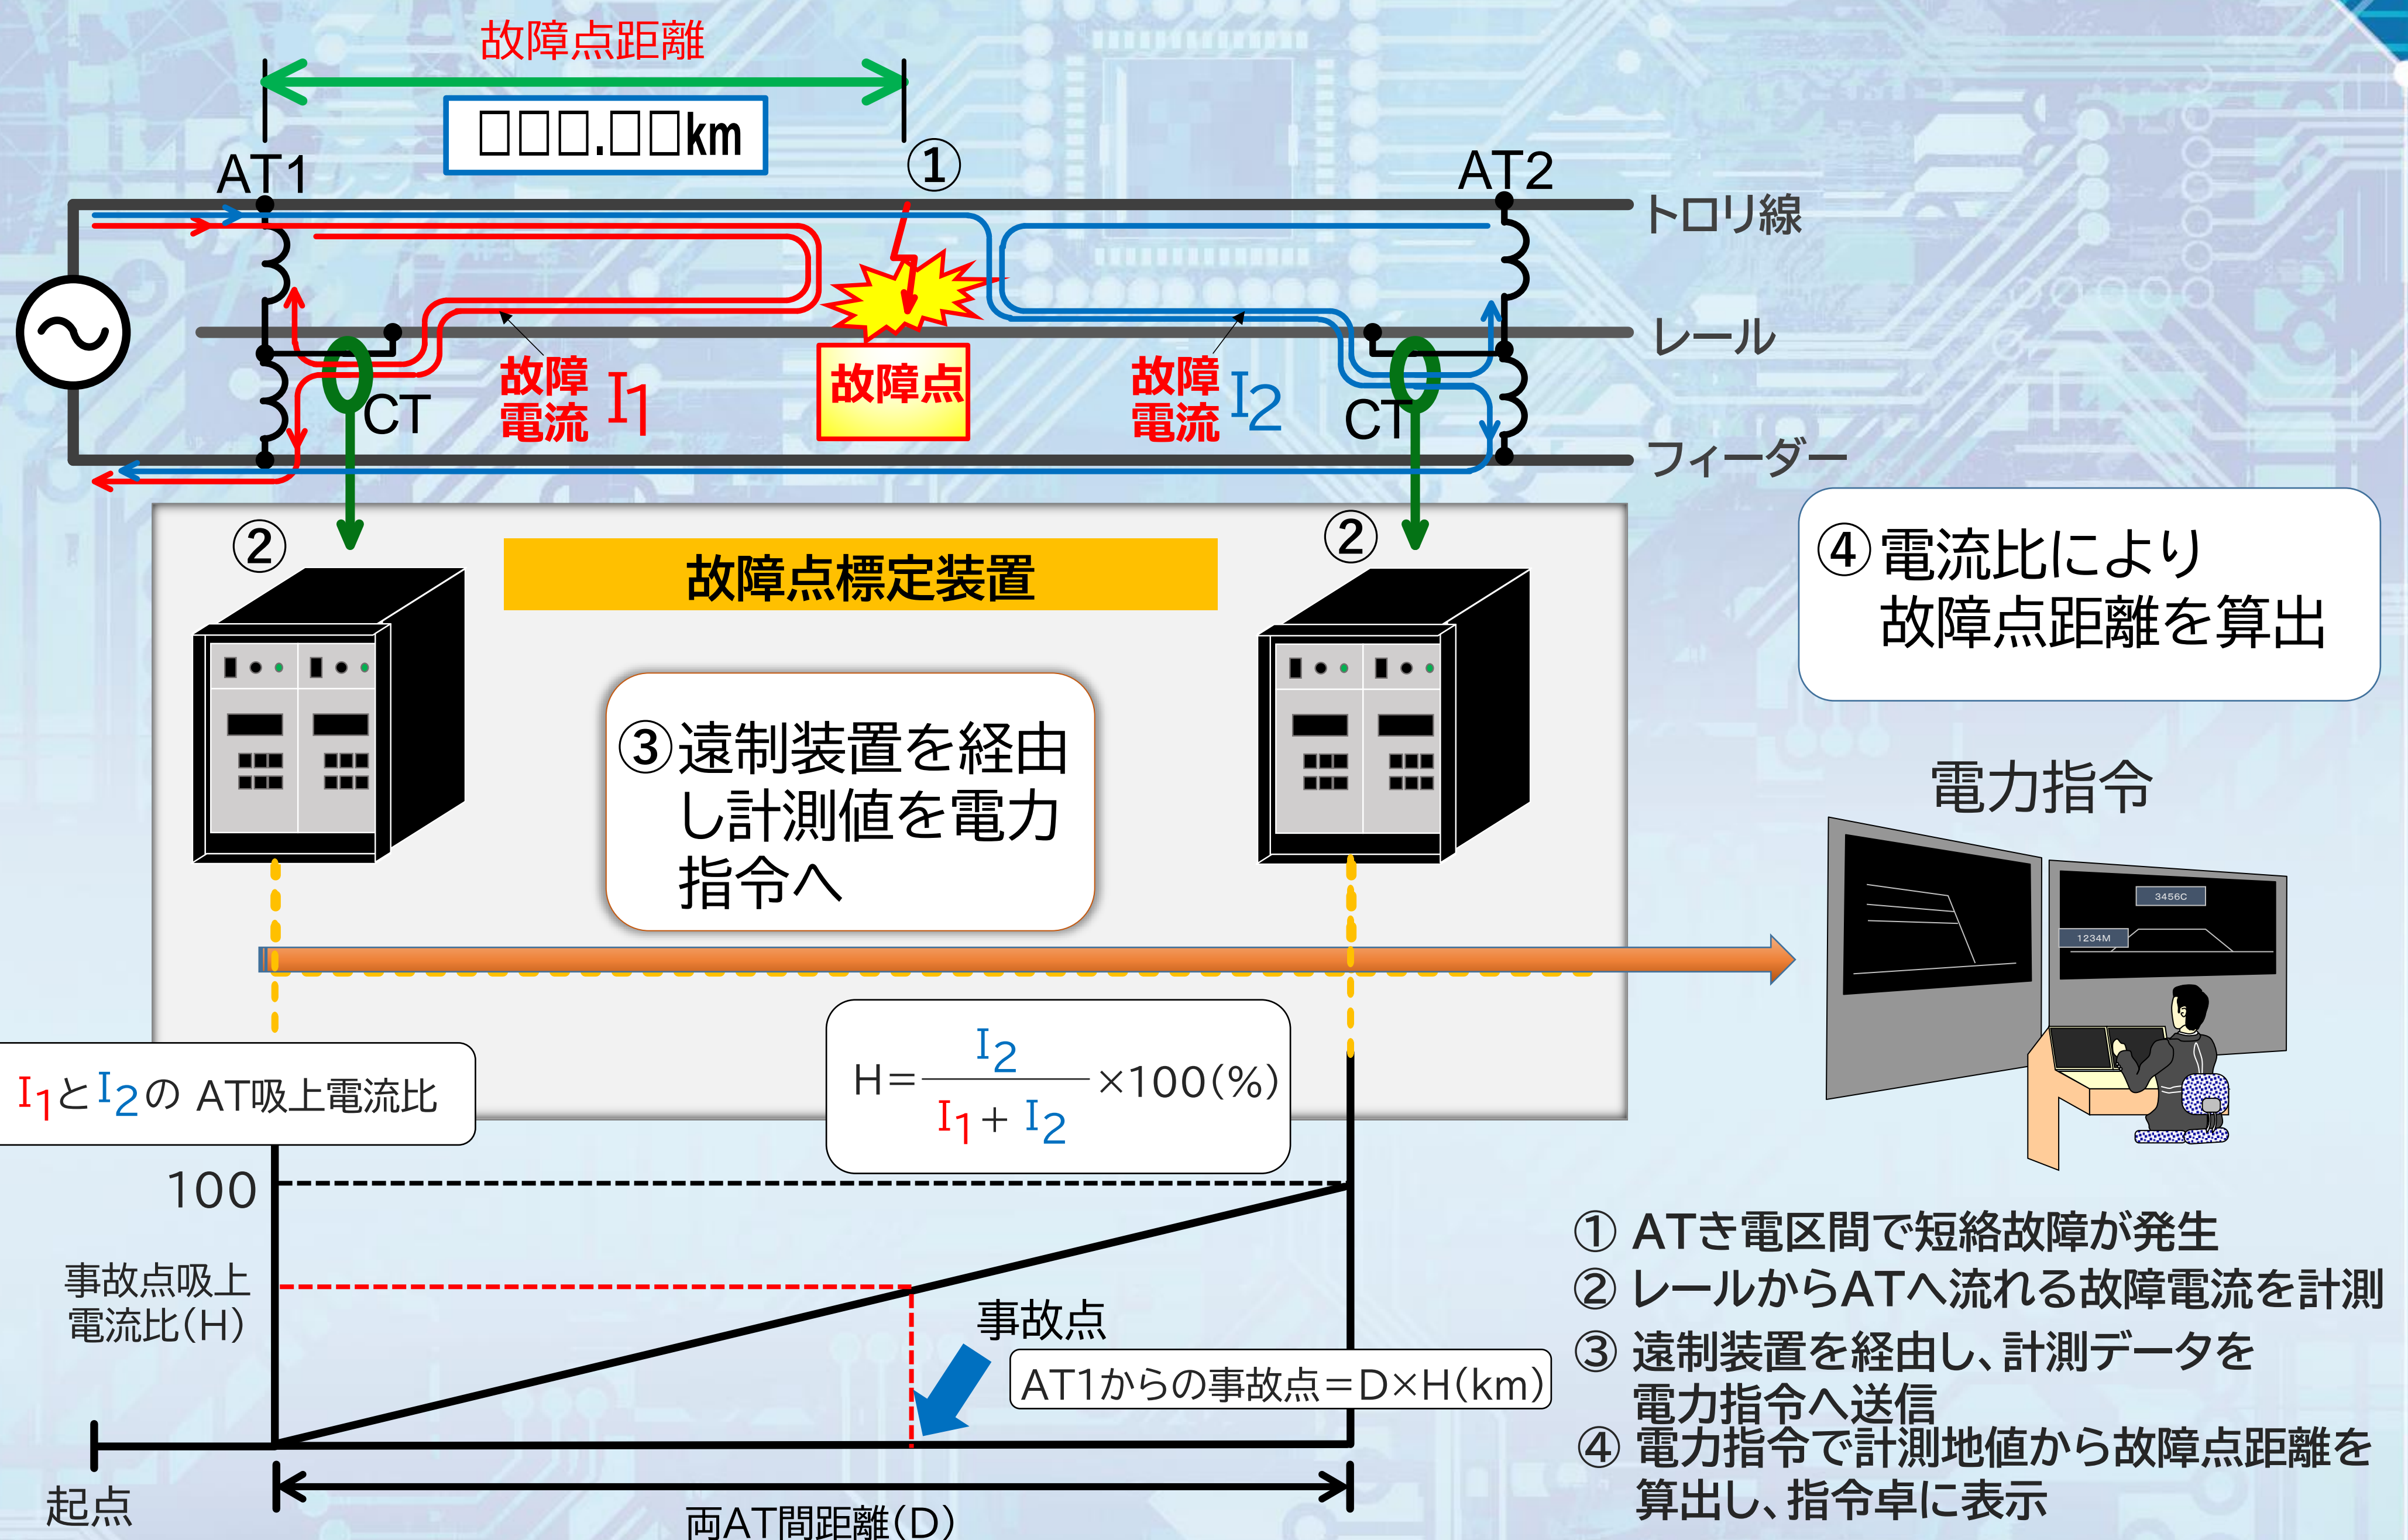 故障点距離
□□□.□□km
①
AT1
AT2
トロリ線
レール
フィーダー
故障
電流 I1
故障点
故障
電流 I2
CT
CT
②
②
故障点標定装置
③遠制装置を経由
し計測値を電力
指令へ
④電流比により
故障点距離を算出
電力指令
3456C
1234M
I1とI2の AT吸上電流比
H=I2/(I1+I2)×100(%)
100
事故点吸上
電流比(H)
事故点
AT1からの事故点=D×H(km)
起点
両AT間距離(D)
① ATき電区間で短絡故障が発生
② レールからATへ流れる故障電流を計測
③ 遠制装置を経由し、計測データを
電力指令へ送信
④ 電力指令で計測地値から故障点距離を
算出し、指令卓に表示